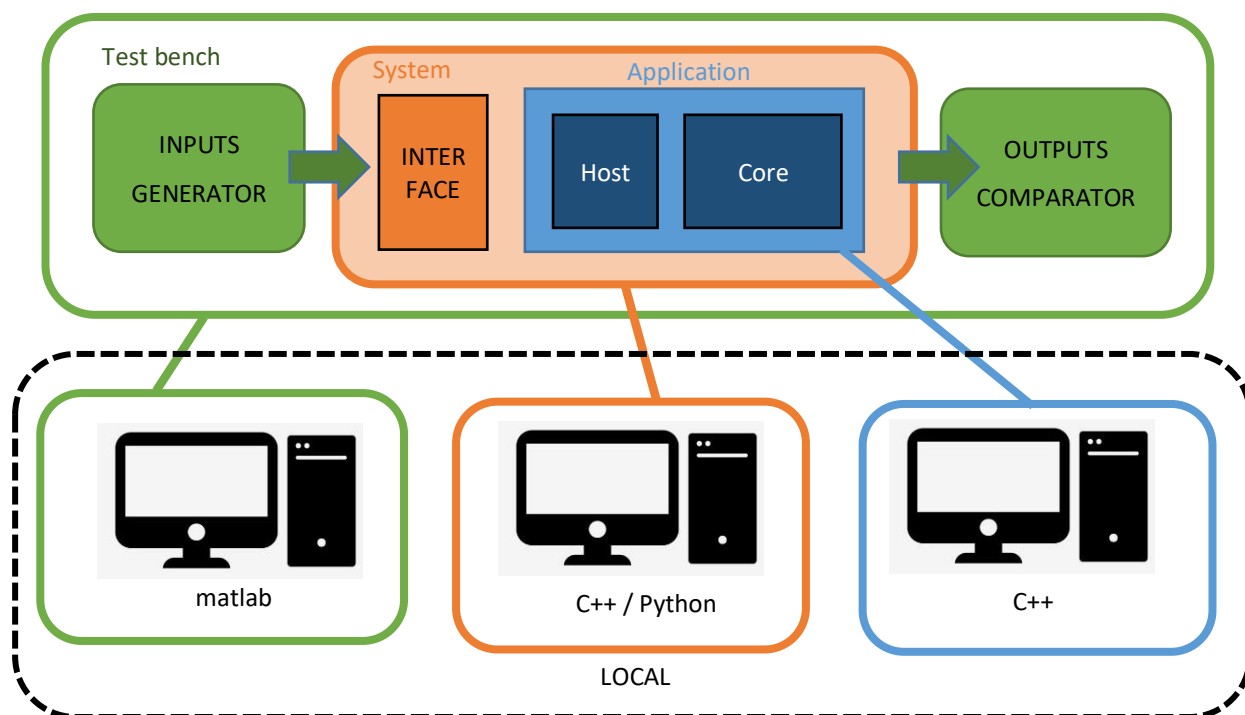 Test bench
System
Application
INPUTS
GENERATOR
INTER
FACE
Host
Core
OUTPUTS
COMPARATOR
matlab
C++ / Python
C++
LOCAL